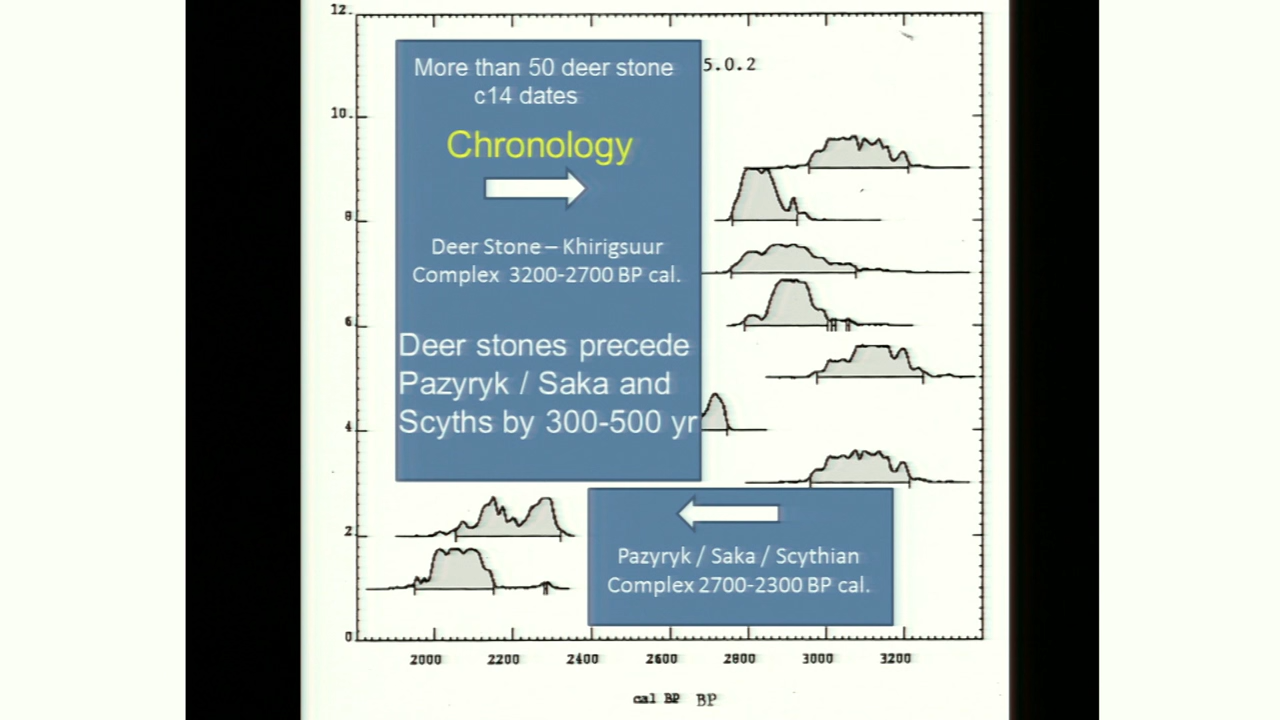 12
5.0.2
More than 50 deer stone
c14 dates
Chronology
Deer Stone – Khirigsuur
Complex 3200-2700 BP cal.
Deer stones precede
Pazyryk / Saka and
Scyths by 300-500 yr
10
8
6
4
2
0
Pazyryk / Saka / Scythian
Complex 2700-2300 BP cal.
2000 2200 2400 2600 2800 3000 3200
cal BP BP